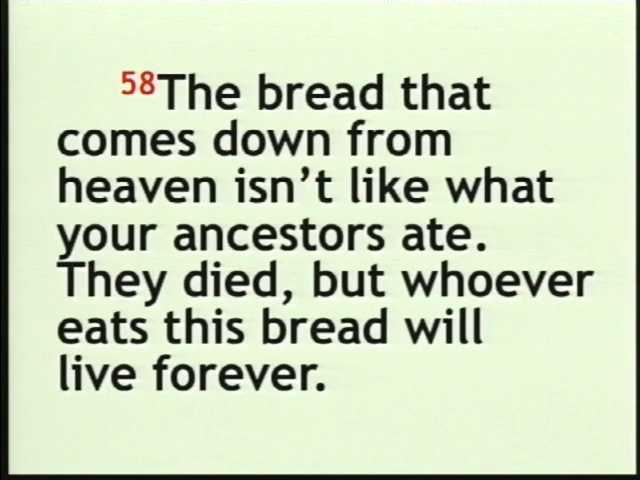 58The bread that
comes down from
heaven isn’t like what
your ancestors ate.
They died, but whoever
eats this bread will
live forever.